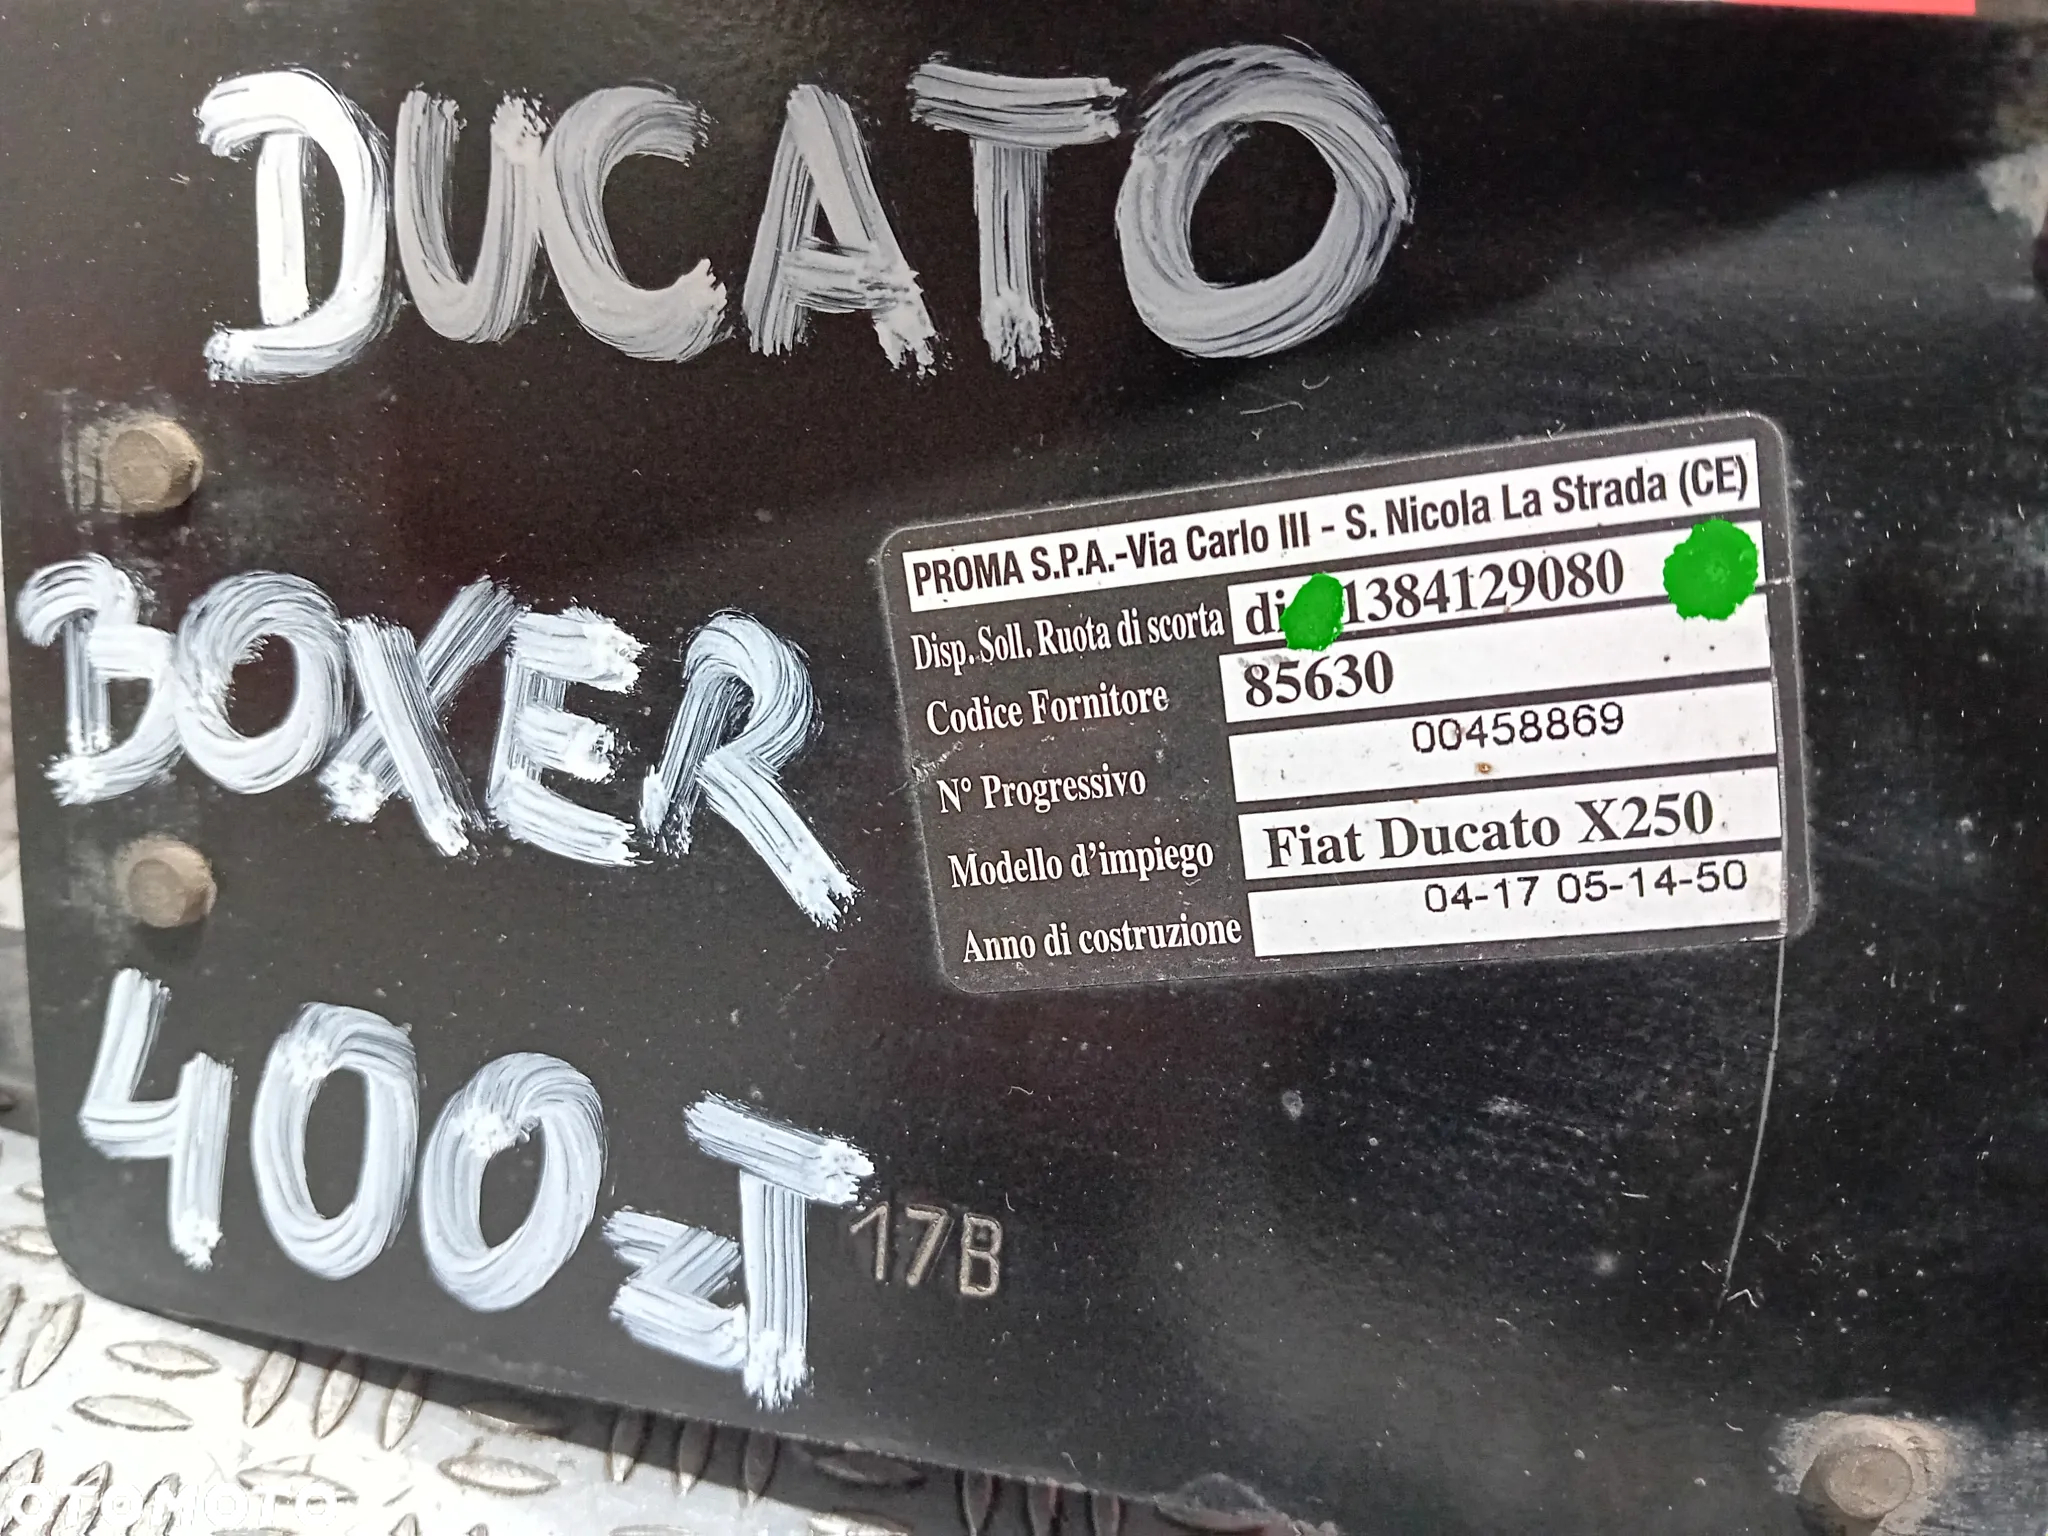 DUCATO
BOXER
400zł
17B
PROMA S.P.A.-Via Carlo III - S. Nicola La Strada (CE)
Disp. Soll. Ruota di scorta 1384129080
Codice Fornitore 85630
N° Progressivo 00458869
Modello d'impiego Fiat Ducato X250
Anno di costruzione 04-17 05-14-50
OTOMOTO